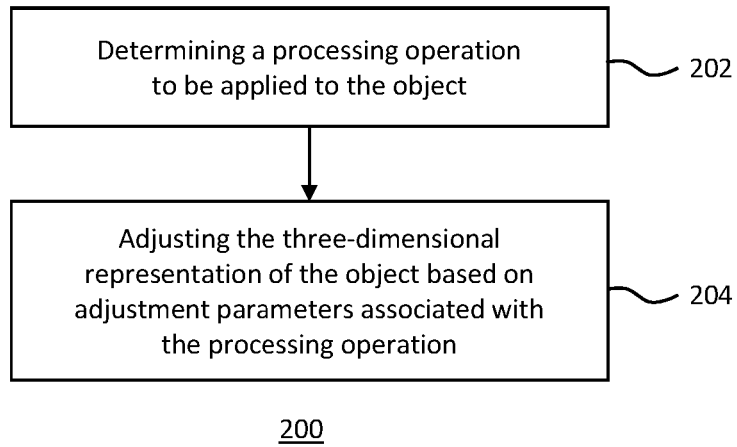 Determining a processing operation
to be applied to the object
202
Adjusting the three-dimensional
representation of the object based on
adjustment parameters associated with
the processing operation
204
200